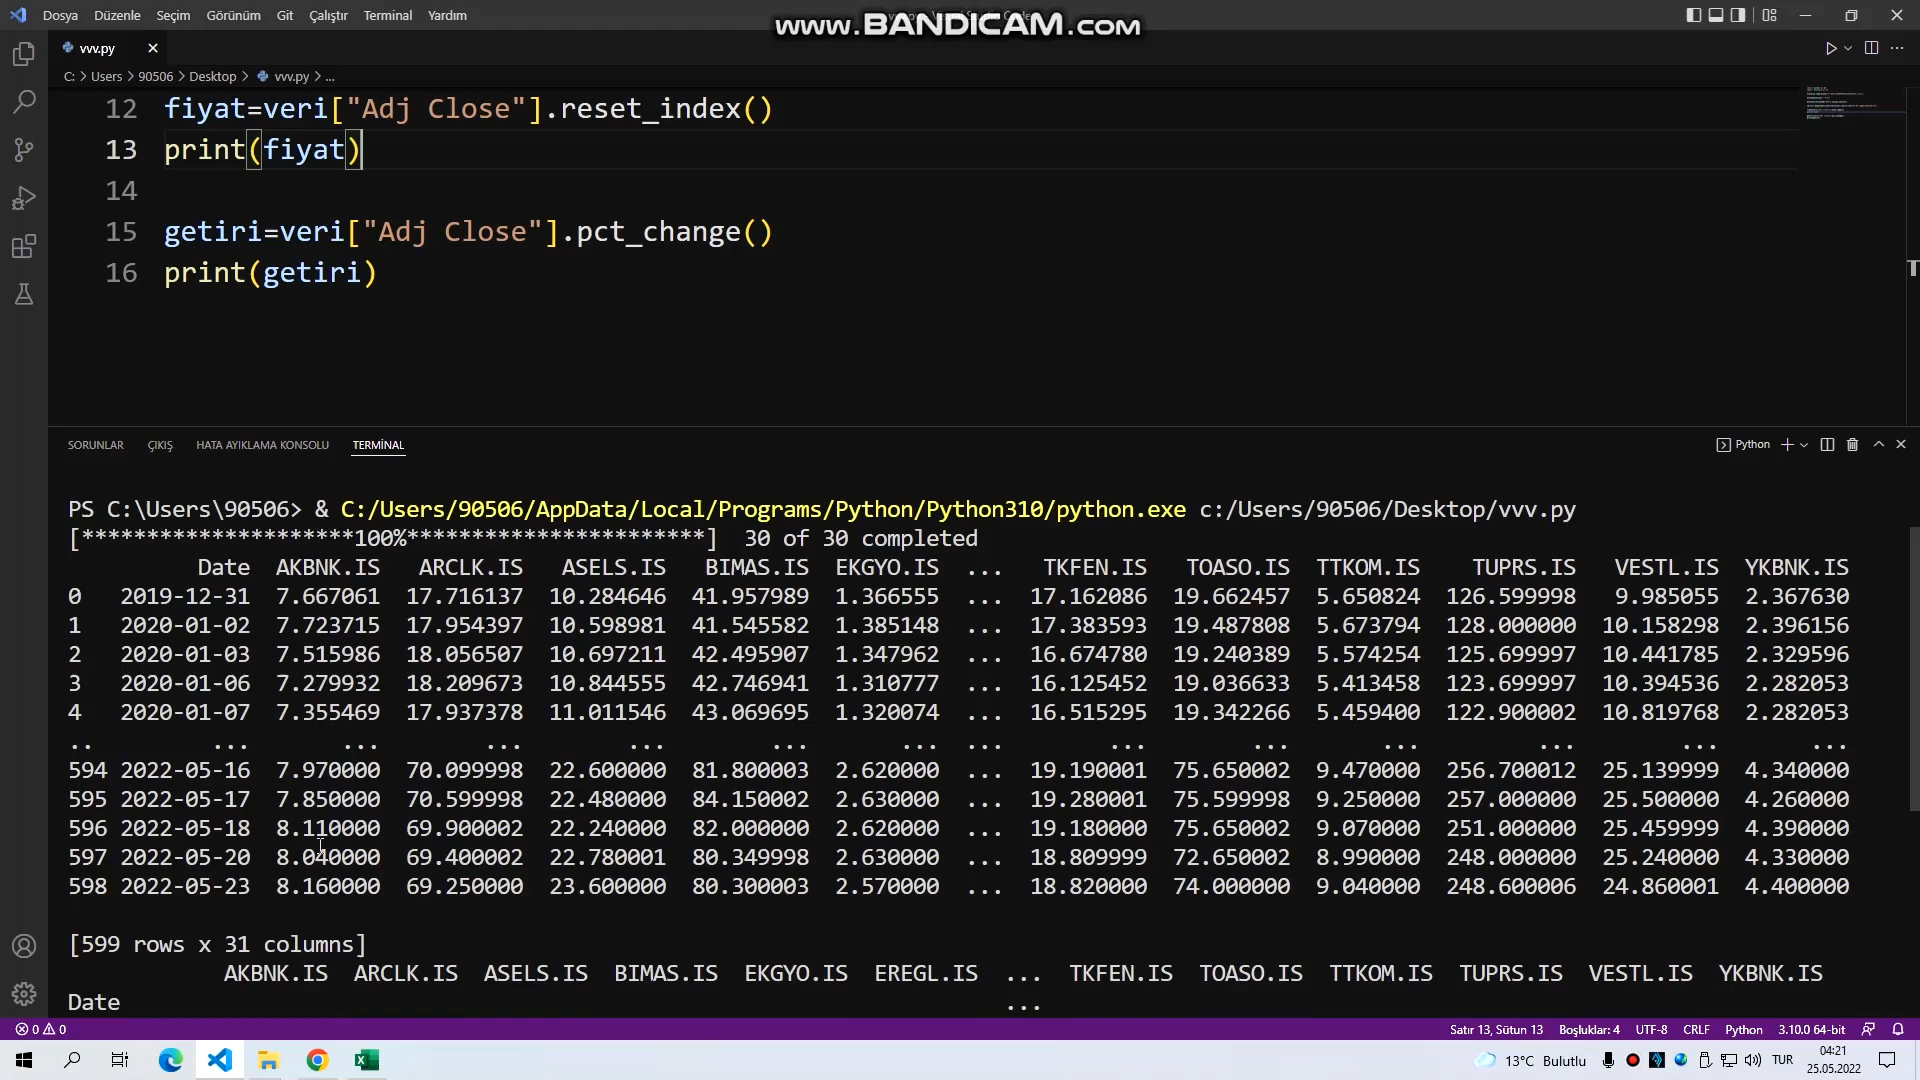 Dosya Düzenle Seçim Görünüm Git Çalıştır Terminal Yardım
www.BANDICAM.com
vvv.py
C: > Users > 90506 > Desktop > vvv.py > ...
12 fiyat=veri["Adj Close"].reset_index()
13 print(fiyat)
14
15 getiri=veri["Adj Close"].pct_change()
16 print(getiri)
SORUNLAR ÇIKIŞ HATA AYIKLAMA KONSOLU TERMİNAL Python
PS C:\Users\90506> & C:/Users/90506/AppData/Local/Programs/Python/Python310/python.exe c:/Users/90506/Desktop/vvv.py
[*********************100%***********************]  30 of 30 completed
Date AKBNK.IS ARCLK.IS ASELS.IS BIMAS.IS EKGYO.IS ... TKFEN.IS TOASO.IS TTKOM.IS TUPRS.IS VESTL.IS YKBNK.IS
0 2019-12-31 7.667061 17.716137 10.284646 41.957989 1.366555 ... 17.162086 19.662457 5.650824 126.599998 9.985055 2.367630
1 2020-01-02 7.723715 17.954397 10.598981 41.545582 1.385148 ... 17.383593 19.487808 5.673794 128.000000 10.158298 2.396156
2 2020-01-03 7.515986 18.056507 10.697211 42.495907 1.347962 ... 16.674780 19.240389 5.574254 125.699997 10.441785 2.329596
3 2020-01-06 7.279932 18.209673 10.844555 42.746941 1.310777 ... 16.125452 19.036633 5.413458 123.699997 10.394536 2.282053
4 2020-01-07 7.355469 17.937378 11.011546 43.069695 1.320074 ... 16.515295 19.342266 5.459400 122.900002 10.819768 2.282053
.. ... ... ... ... ... ... ... ... ... ... ... ... ...
594 2022-05-16 7.970000 70.099998 22.600000 81.800003 2.620000 ... 19.190001 75.650002 9.470000 256.700012 25.139999 4.340000
595 2022-05-17 7.850000 70.599998 22.480000 84.150002 2.630000 ... 19.280001 75.599998 9.250000 257.000000 25.500000 4.260000
596 2022-05-18 8.110000 69.900002 22.240000 82.000000 2.620000 ... 19.180000 75.650002 9.070000 251.000000 25.459999 4.390000
597 2022-05-20 8.040000 69.400002 22.780001 80.349998 2.630000 ... 18.809999 72.650002 8.990000 248.000000 25.240000 4.330000
598 2022-05-23 8.160000 69.250000 23.600000 80.300003 2.570000 ... 18.820000 74.000000 9.040000 248.600006 24.860001 4.400000
[599 rows x 31 columns]
AKBNK.IS ARCLK.IS ASELS.IS BIMAS.IS EKGYO.IS EREGL.IS ... TKFEN.IS TOASO.IS TTKOM.IS TUPRS.IS VESTL.IS YKBNK.IS
Date ...
0 0 Satır 13, Sütun 13 Boşluklar: 4 UTF-8 CRLF Python 3.10.0 64-bit
13°C Bulutlu TUR 04:21
25.05.2022